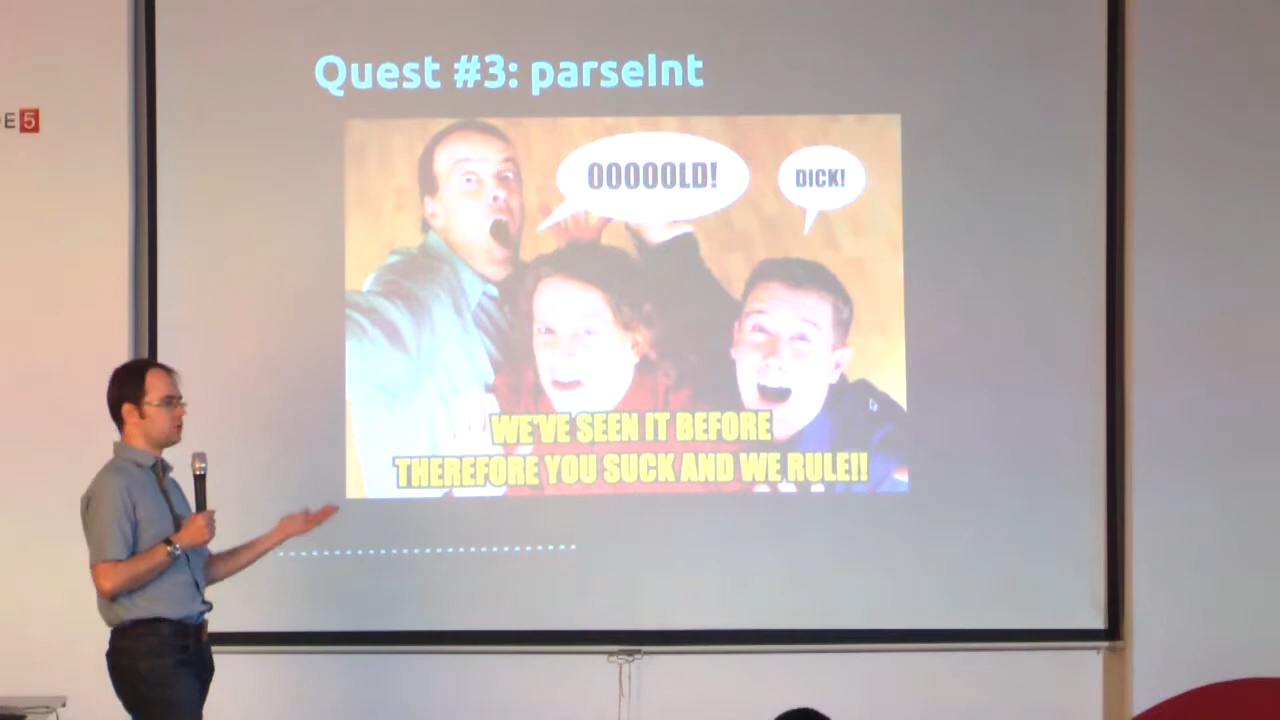 Quest #3: parseInt
E5
OOOOOLD!
DICK!
WE'VE SEEN IT BEFORE
THEREFORE YOU SUCK AND WE RULE!!